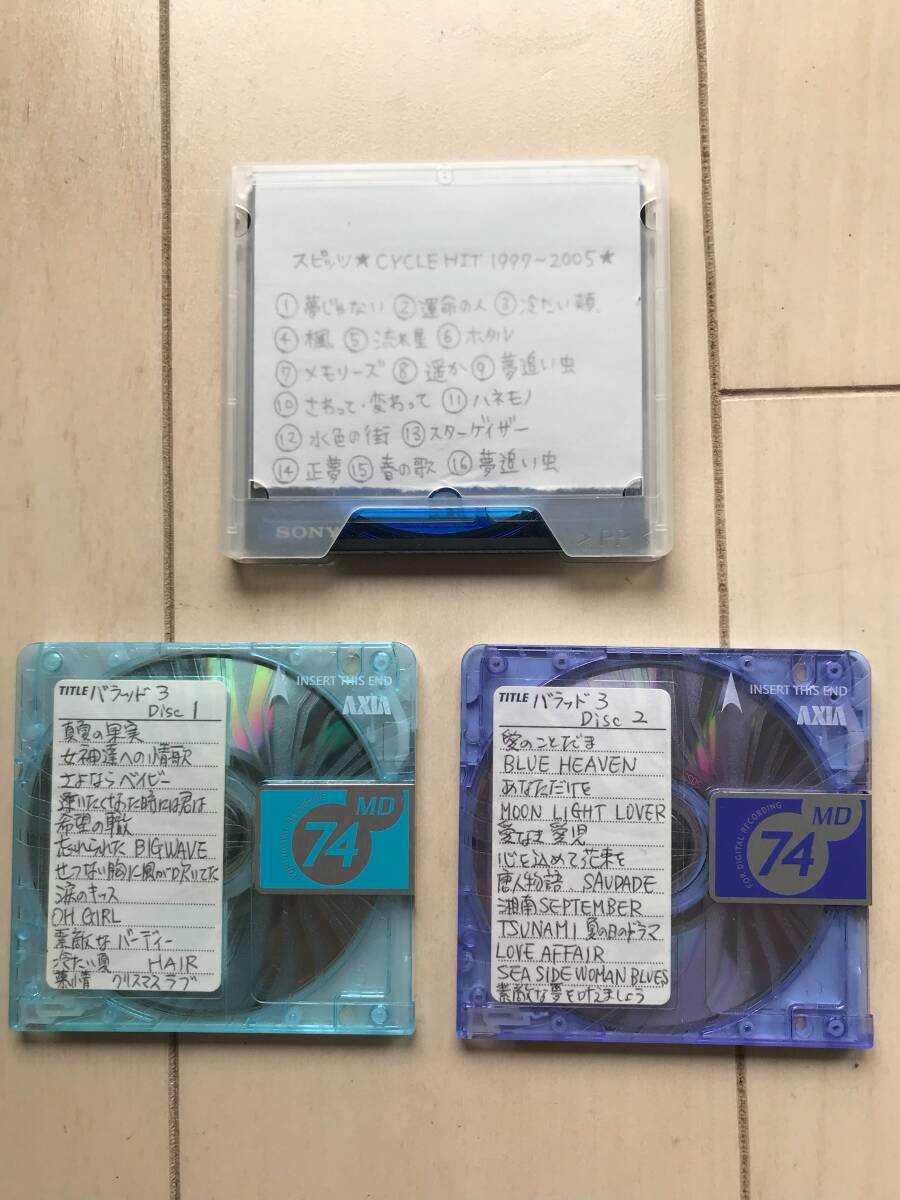 スピッツ★CYCLE HIT 1997〜2005★
①夢じゃない ②運命の人 ③冷たい頬
④楓 ⑤流れ星 ⑥ホタル
⑦メモリーズ ⑧遥か ⑨夢追い虫
⑩さわって・変わって ⑪ハネモノ
⑫水色の街 ⑬スターゲイザー
⑭正夢 ⑮春の歌 ⑯夢追い虫
SONY
>PP<
TITLE バラッド3
Disc 1
真夏の果実
女神達への情歌
さよならベイビー
逢いたくなった時に君は
希望の轍
忘れられた BIG WAVE
せつない胸に風が吹いてた
涙のキッス
OH GIRL
素敵なバーディー
冷たい夏 HAIR
慕情 クリスマスラブ
INSERT THIS END
AXIA
MD
74
TITLE バラッド3
Disc 2
愛のことだま
BLUE HEAVEN
あなただけを
MOON LIGHT LOVER
愛なき愛児
心を込めて花束を
唐人物語 SAUDADE
湘南SEPTEMBER
TSUNAMI 夏の日のドラマ
LOVE AFFAIR
SEA SIDE WOMAN BLUES
素敵な夢を叶えましょう
INSERT THIS END
AXIA
FOR DIGITAL RECORDING
MD
74